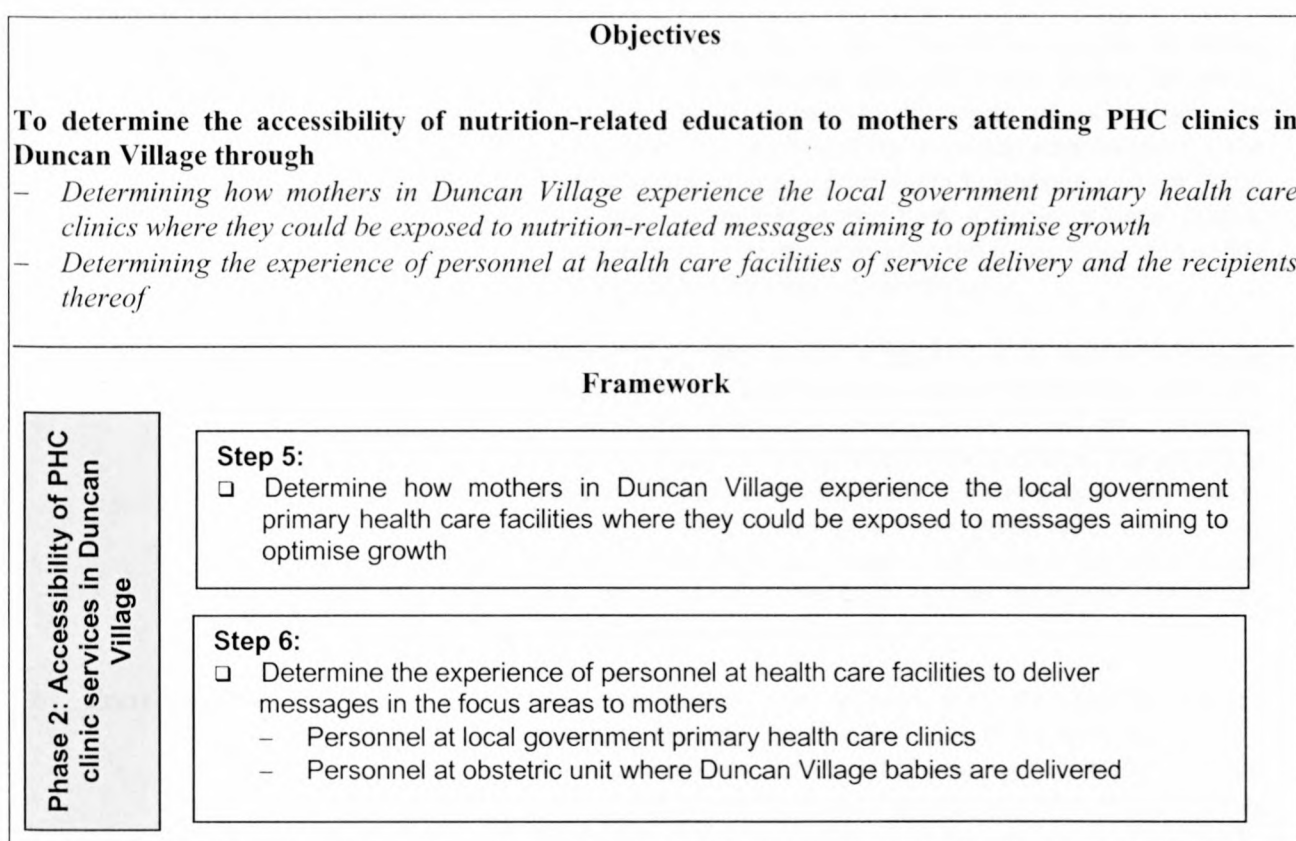 Objectives
To determine the accessibility of nutrition-related education to mothers attending PHC clinics in
Duncan Village through
– Determining how mothers in Duncan Village experience the local government primary health care
clinics where they could be exposed to nutrition-related messages aiming to optimise growth
– Determining the experience of personnel at health care facilities of service delivery and the recipients
thereof
Framework
Phase 2: Accessibility of PHC
clinic services in Duncan
Village
Step 5:
❑ Determine how mothers in Duncan Village experience the local government
primary health care facilities where they could be exposed to messages aiming to
optimise growth
Step 6:
❑ Determine the experience of personnel at health care facilities to deliver
messages in the focus areas to mothers
– Personnel at local government primary health care clinics
– Personnel at obstetric unit where Duncan Village babies are delivered